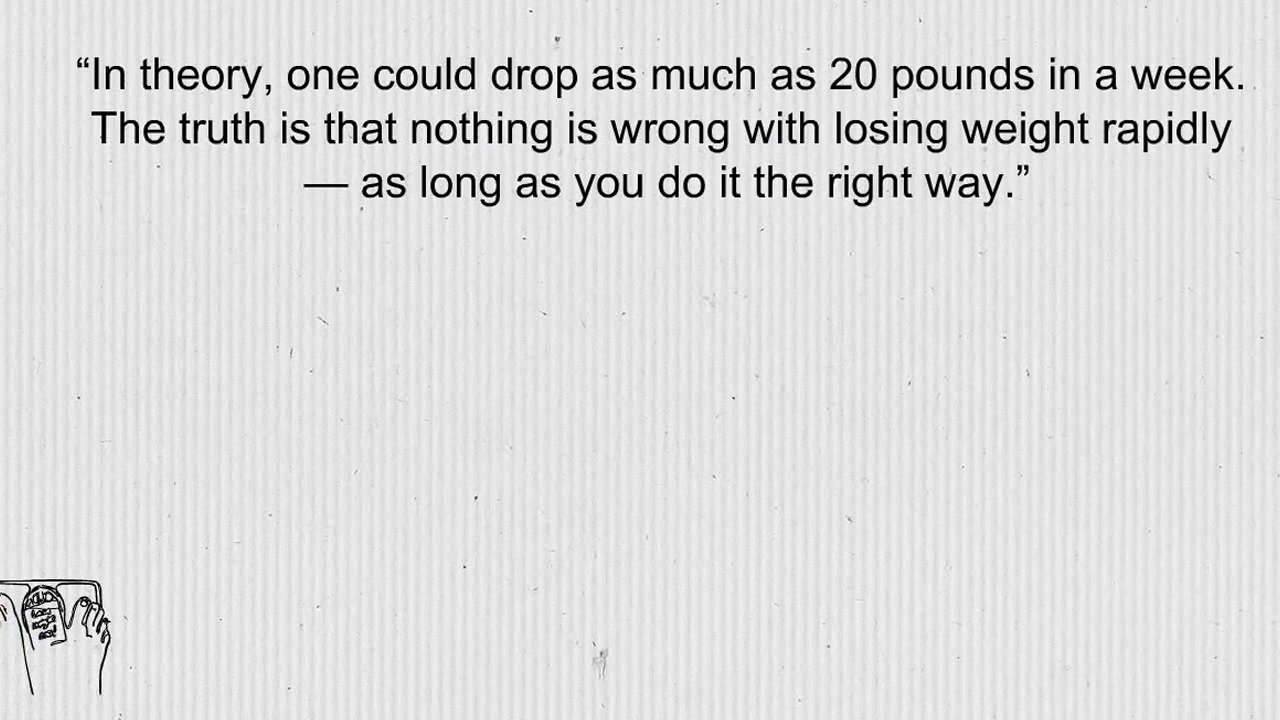 “In theory, one could drop as much as 20 pounds in a week.
The truth is that nothing is wrong with losing weight rapidly
— as long as you do it the right way.”